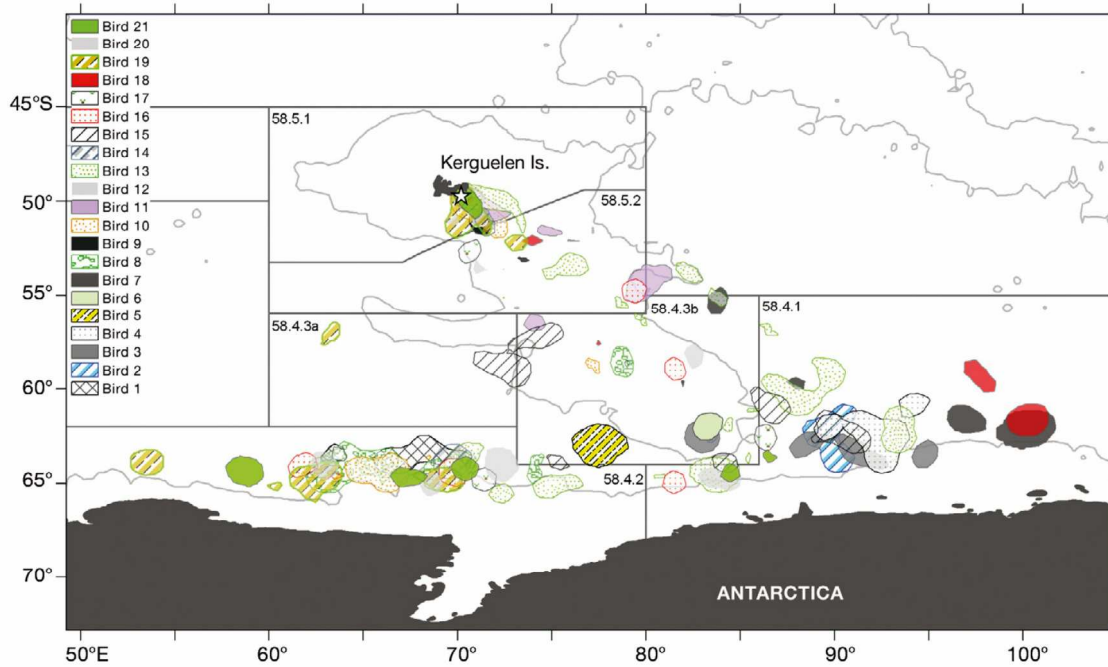 Bird 21
Bird 20
Bird 19
Bird 18
Bird 17
Bird 16
Bird 15
Bird 14
Bird 13
Bird 12
Bird 11
Bird 10
Bird 9
Bird 8
Bird 7
Bird 6
Bird 5
Bird 4
Bird 3
Bird 2
Bird 1
45°S
50°
55°
60°
65°
70°
58.5.1
Kerguelen Is.
58.5.2
58.4.3a
58.4.3b
58.4.1
58.4.2
ANTARCTICA
50°E
60°
70°
80°
90°
100°